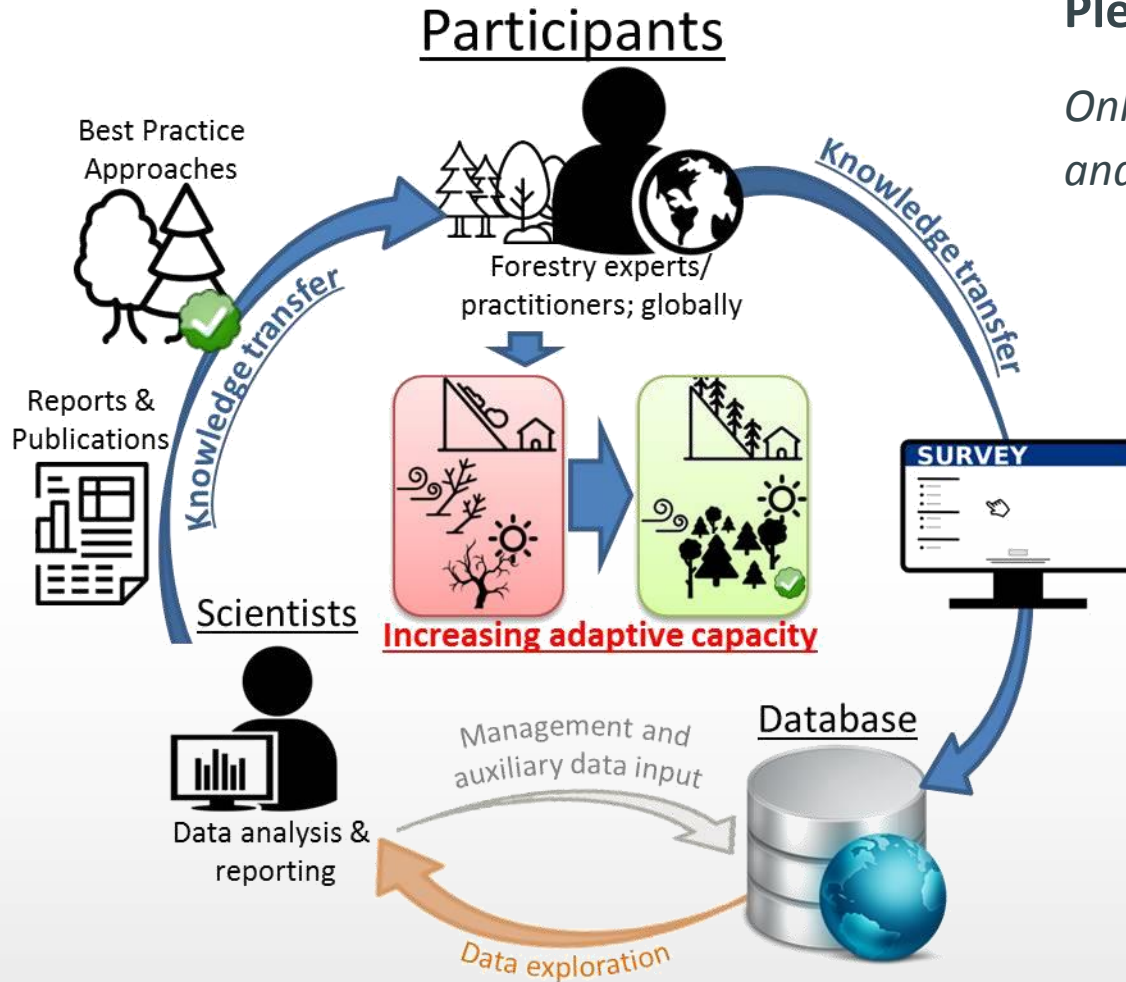 Participants
Best Practice
Approaches
Knowledge transfer
Forestry experts/
practitioners; globally
Knowledge transfer
Reports &
Publications
SURVEY
Increasing adaptive capacity
Scientists
Data analysis &
reporting
Management and
auxiliary data input
Database
Data exploration
and